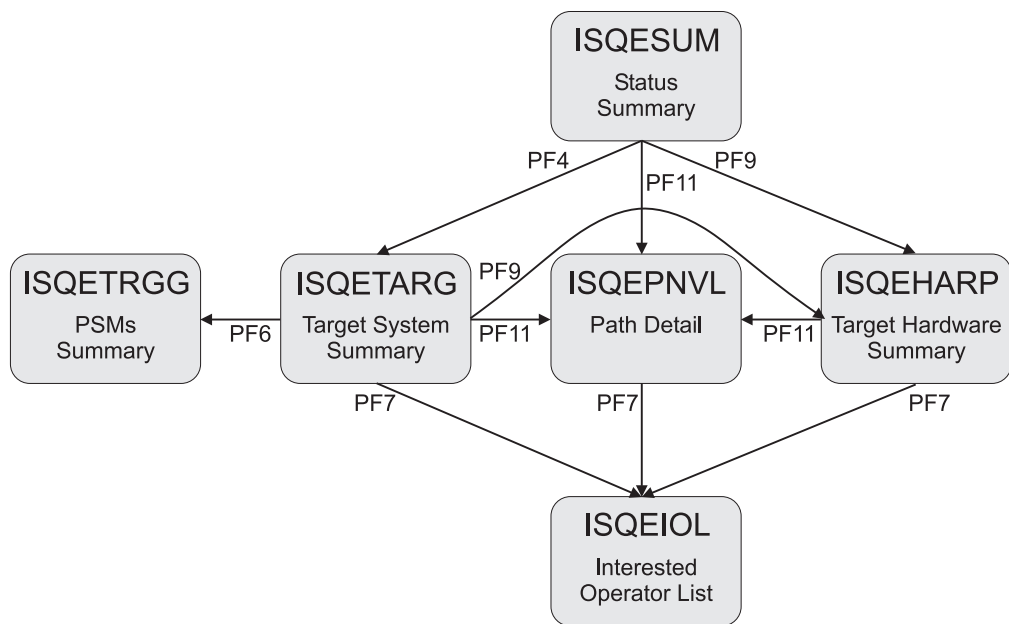 ISQESUM
Status
Summary
PF4
PF11
PF9
ISQETRGG
PSMs
Summary
PF6
ISQETARG
Target System
Summary
PF9
PF11
ISQEPNVL
Path Detail
PF11
ISQEHARP
Target Hardware
Summary
PF7
PF7
PF7
ISQEIOL
Interested
Operator List